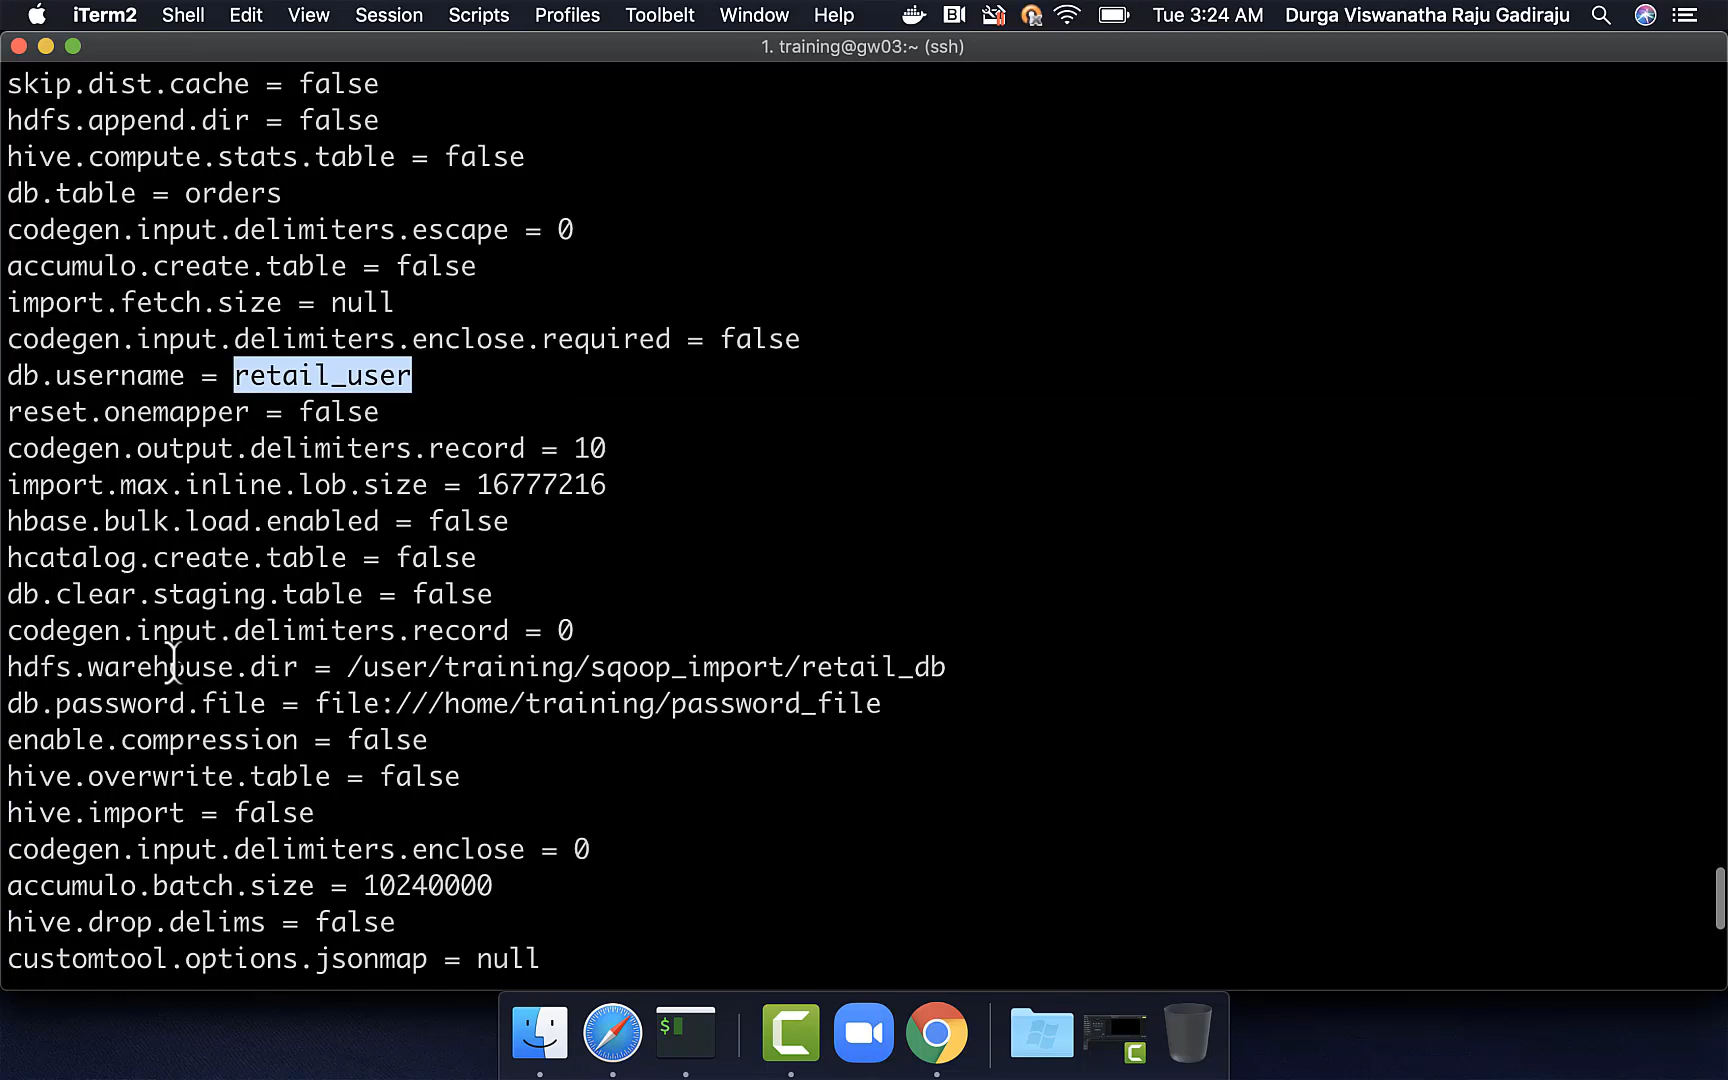 iTerm2 Shell Edit View Session Scripts Profiles Toolbelt Window Help Tue 3:24 AM Durga Viswanatha Raju Gadiraju
1. training@gw03:~ (ssh)
skip.dist.cache = false
hdfs.append.dir = false
hive.compute.stats.table = false
db.table = orders
codegen.input.delimiters.escape = 0
accumulo.create.table = false
import.fetch.size = null
codegen.input.delimiters.enclose.required = false
db.username = retail_user
reset.onemapper = false
codegen.output.delimiters.record = 10
import.max.inline.lob.size = 16777216
hbase.bulk.load.enabled = false
hcatalog.create.table = false
db.clear.staging.table = false
codegen.input.delimiters.record = 0
hdfs.warehouse.dir = /user/training/sqoop_import/retail_db
db.password.file = file:///home/training/password_file
enable.compression = false
hive.overwrite.table = false
hive.import = false
codegen.input.delimiters.enclose = 0
accumulo.batch.size = 10240000
hive.drop.delims = false
customtool.options.jsonmap = null
$